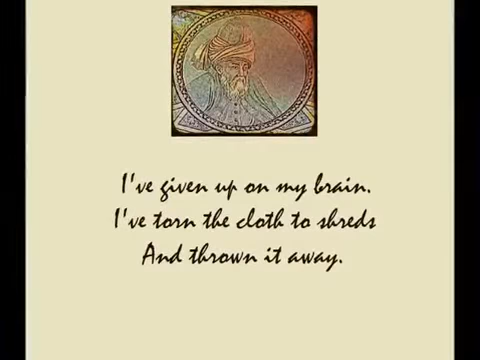 I've given up on my brain.
I've torn the cloth to shreds
And thrown it away.